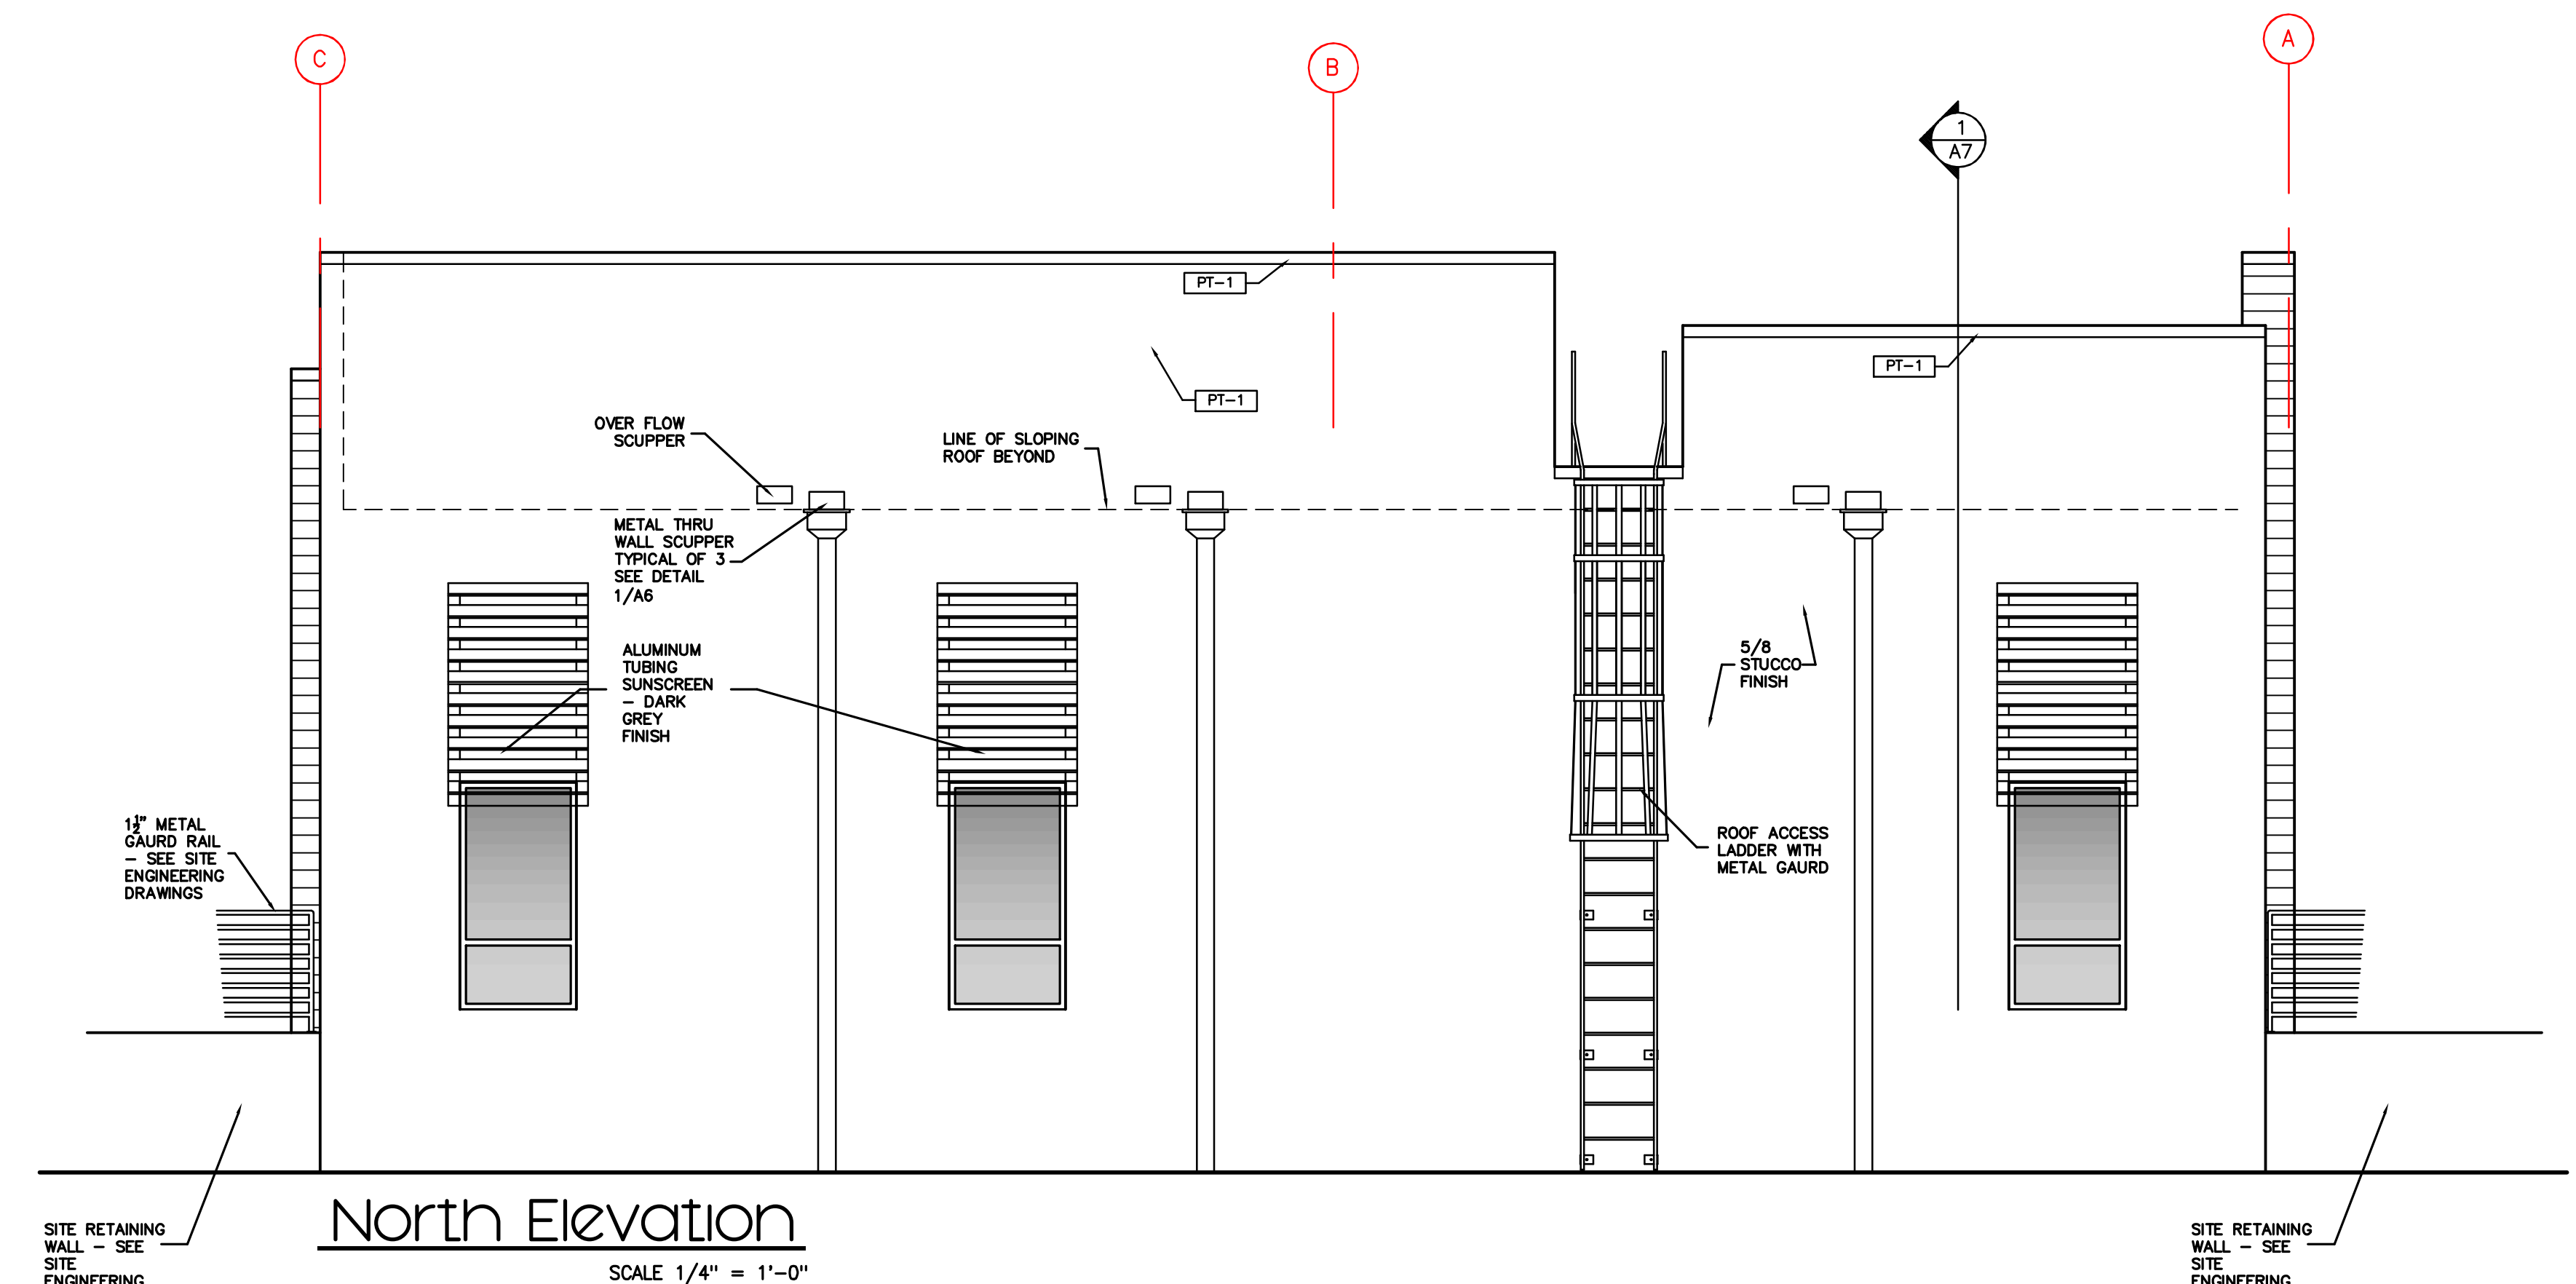 C
B
A
1
A7
PT-1
PT-1
PT-1
OVER FLOW
SCUPPER
LINE OF SLOPING
ROOF BEYOND
METAL THRU
WALL SCUPPER
TYPICAL OF 3
SEE DETAIL
1/A6
ALUMINUM
TUBING
SUNSCREEN
- DARK
GREY
FINISH
5/8
STUCCO
FINISH
1½" METAL
GAURD RAIL
- SEE SITE
ENGINEERING
DRAWINGS
ROOF ACCESS
LADDER WITH
METAL GAURD
SITE RETAINING
WALL - SEE
SITE
ENGINEERING
North Elevation
SCALE 1/4" = 1'-0"
SITE RETAINING
WALL - SEE
SITE
ENGINEERING